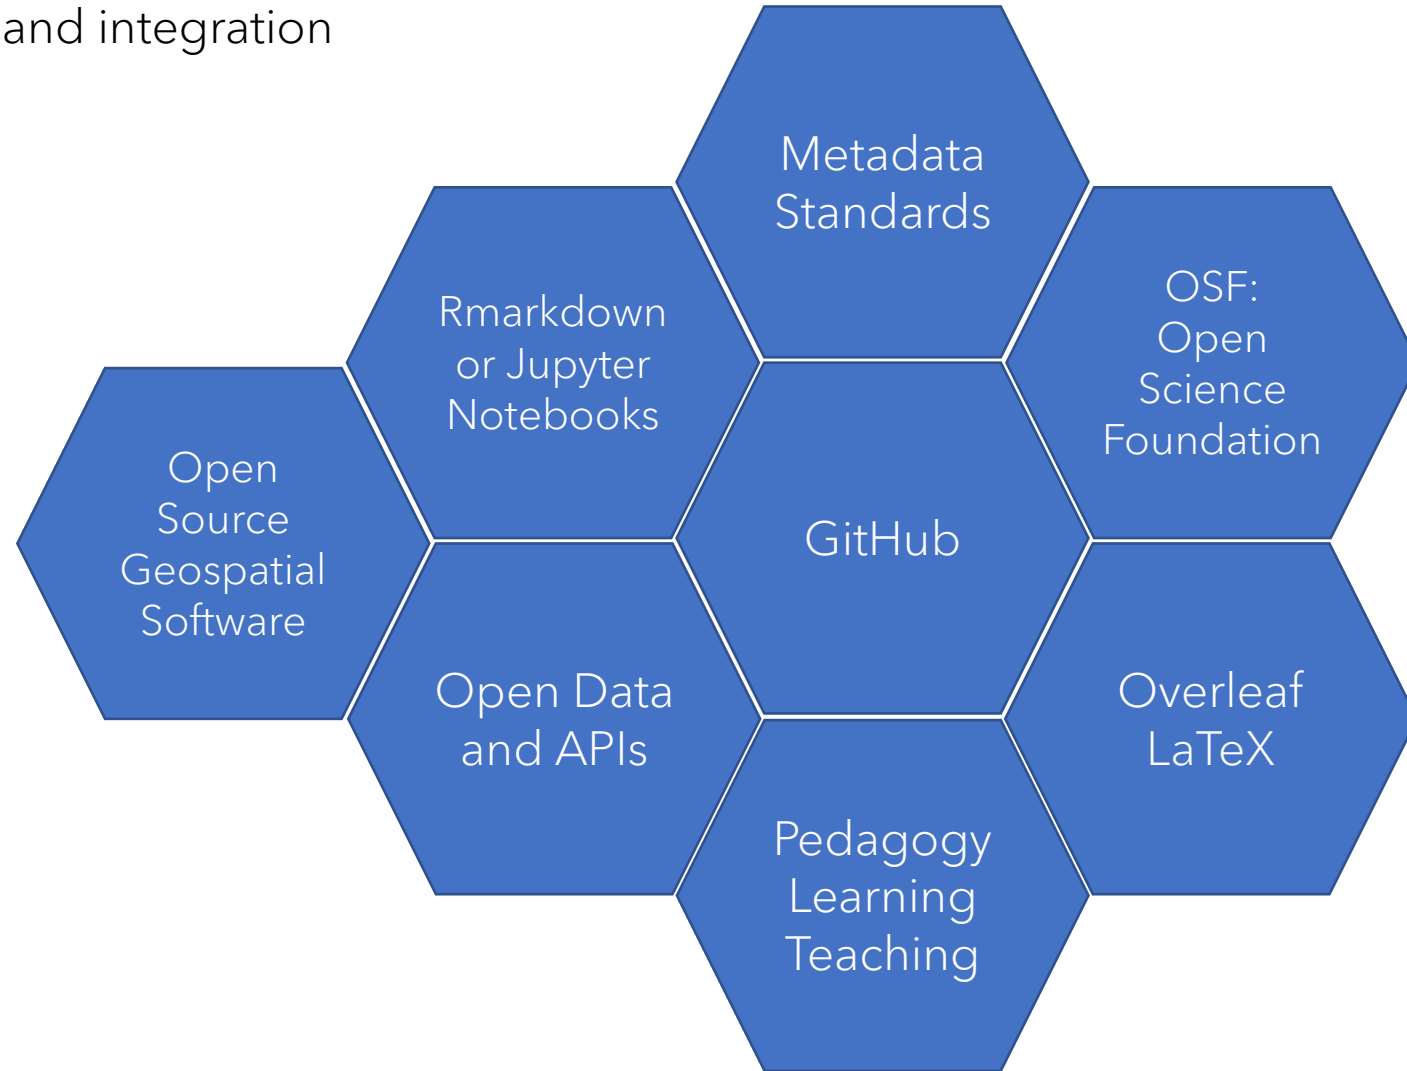 and integration
Metadata
Standards
Rmarkdown
or Jupyter
Notebooks
OSF:
Open
Science
Foundation
Open
Source
Geospatial
Software
GitHub
Open Data
and APIs
Overleaf
LaTeX
Pedagogy
Learning
Teaching